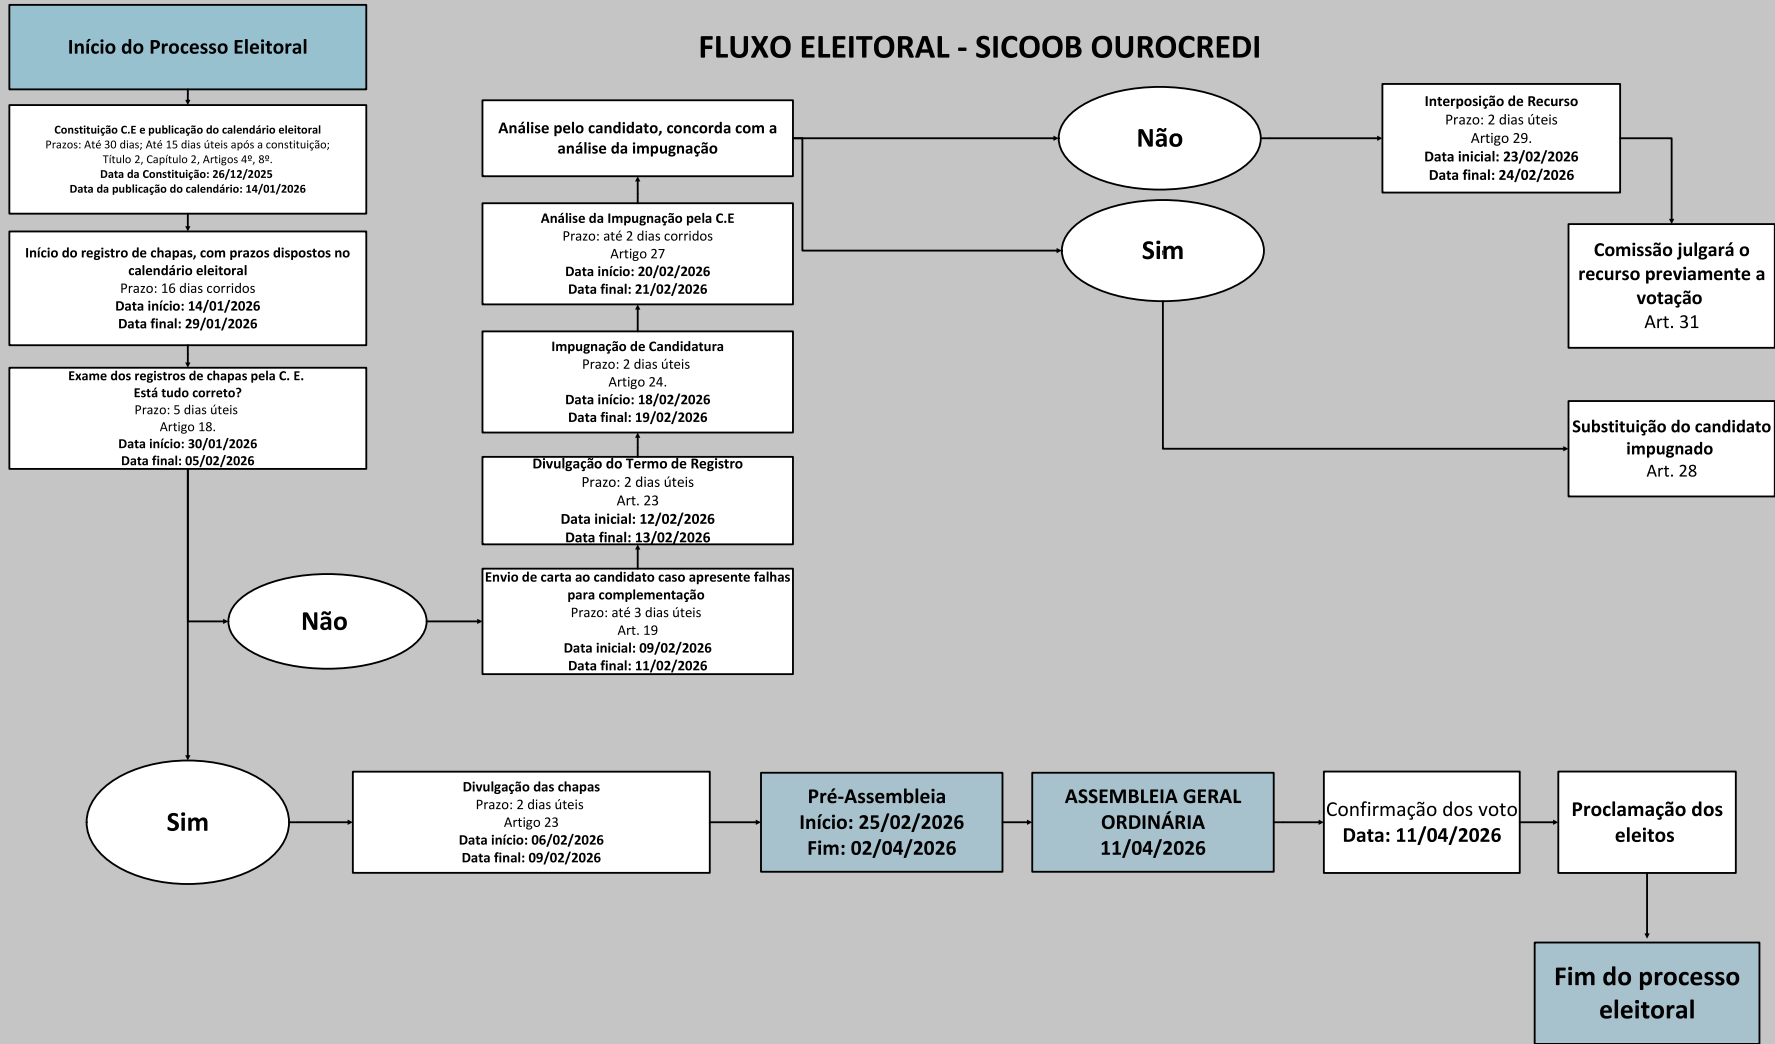 Início do Processo Eleitoral
FLUXO ELEITORAL - SICOOB OUROCREDI
Constituição C.E e publicação do calendário eleitoral
Prazos: Até 30 dias; Até 15 dias úteis após a constituição;
Título 2, Capítulo 2, Artigos 4º, 8º.
Data da Constituição: 26/12/2025
Data da publicação do calendário: 14/01/2026
Início do registro de chapas, com prazos dispostos no
calendário eleitoral
Prazo: 16 dias corridos
Data início: 14/01/2026
Data final: 29/01/2026
Exame dos registros de chapas pela C. E.
Está tudo correto?
Prazo: 5 dias úteis
Artigo 18.
Data início: 30/01/2026
Data final: 05/02/2026
Não
Envio de carta ao candidato caso apresente falhas
para complementação
Prazo: até 3 dias úteis
Art. 19
Data inicial: 09/02/2026
Data final: 11/02/2026
Divulgação do Termo de Registro
Prazo: 2 dias úteis
Art. 23
Data inicial: 12/02/2026
Data final: 13/02/2026
Impugnação de Candidatura
Prazo: 2 dias úteis
Artigo 24.
Data início: 18/02/2026
Data final: 19/02/2026
Análise da Impugnação pela C.E
Prazo: até 2 dias corridos
Artigo 27
Data início: 20/02/2026
Data final: 21/02/2026
Análise pelo candidato, concorda com a
análise da impugnação
Não
Interposição de Recurso
Prazo: 2 dias úteis
Artigo 29.
Data inicial: 23/02/2026
Data final: 24/02/2026
Comissão julgará o
recurso previamente a
votação
Art. 31
Sim
Substituição do candidato
impugnado
Art. 28
Sim
Divulgação das chapas
Prazo: 2 dias úteis
Artigo 23
Data início: 06/02/2026
Data final: 09/02/2026
Pré-Assembleia
Início: 25/02/2026
Fim: 02/04/2026
ASSEMBLEIA GERAL
ORDINÁRIA
11/04/2026
Confirmação dos voto
Data: 11/04/2026
Proclamação dos
eleitos
Fim do processo
eleitoral